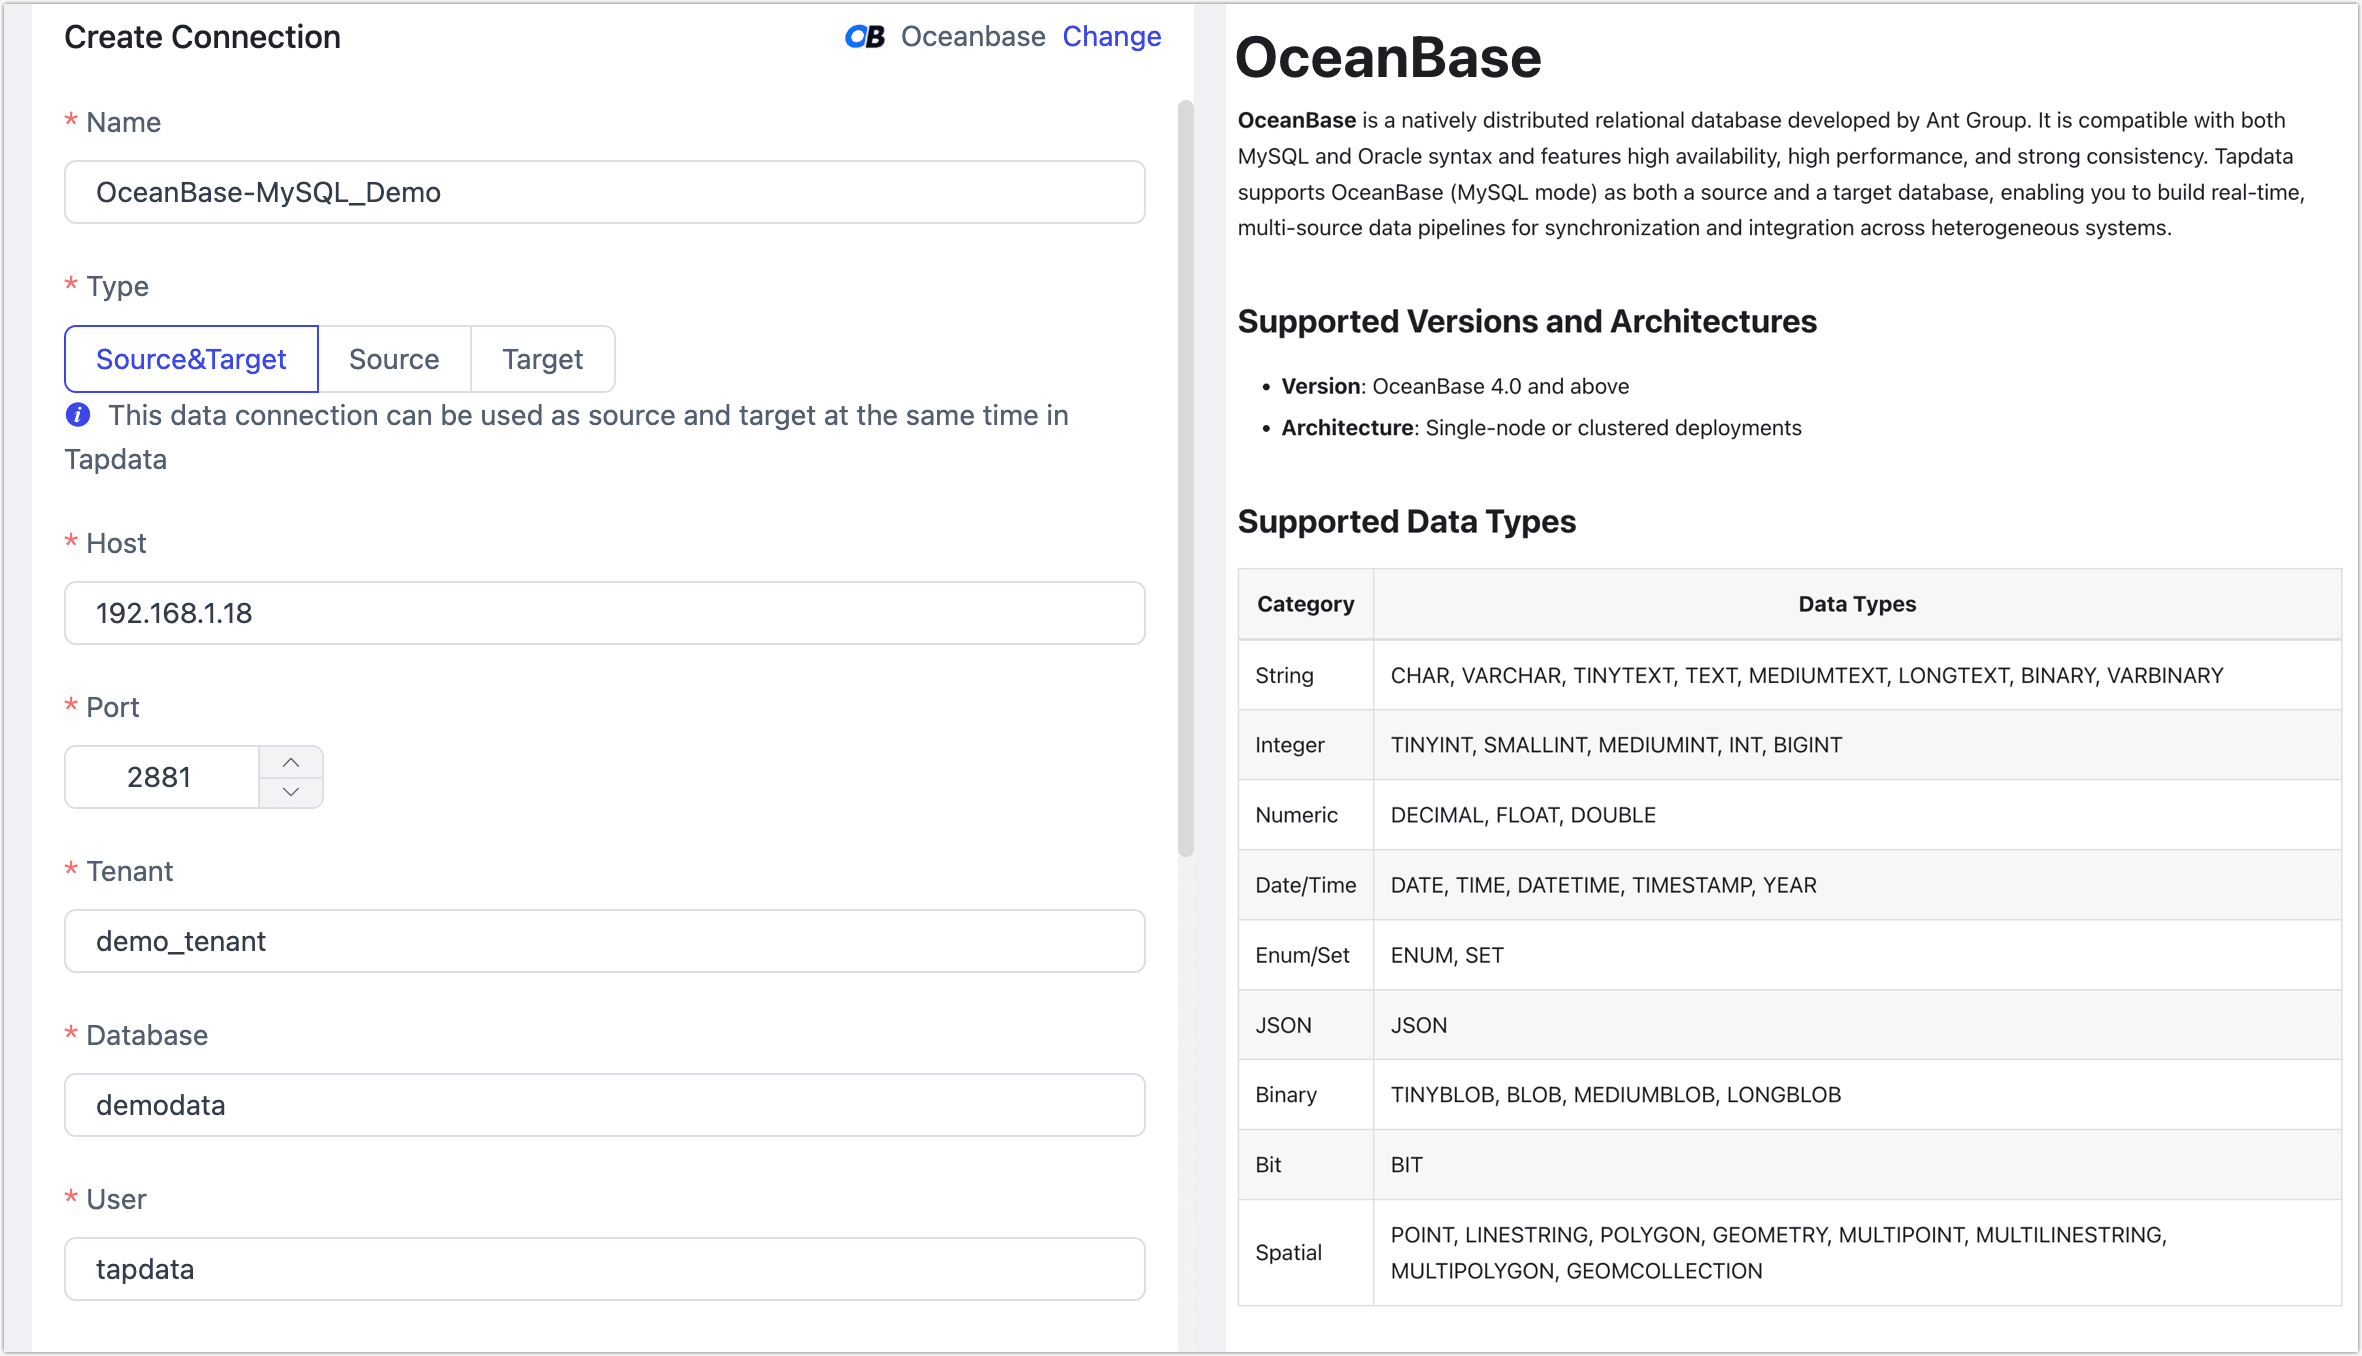 Create Connection
OB Oceanbase Change
* Name
OceanBase-MySQL_Demo
* Type
Source&Target Source Target
i This data connection can be used as source and target at the same time in
Tapdata
* Host
192.168.1.18
* Port
2881
* Tenant
demo_tenant
* Database
demodata
* User
tapdata
OceanBase
OceanBase is a natively distributed relational database developed by Ant Group. It is compatible with both
MySQL and Oracle syntax and features high availability, high performance, and strong consistency. Tapdata
supports OceanBase (MySQL mode) as both a source and a target database, enabling you to build real-time,
multi-source data pipelines for synchronization and integration across heterogeneous systems.
Supported Versions and Architectures
• Version: OceanBase 4.0 and above
• Architecture: Single-node or clustered deployments
Supported Data Types
Category Data Types
String CHAR, VARCHAR, TINYTEXT, TEXT, MEDIUMTEXT, LONGTEXT, BINARY, VARBINARY
Integer TINYINT, SMALLINT, MEDIUMINT, INT, BIGINT
Numeric DECIMAL, FLOAT, DOUBLE
Date/Time DATE, TIME, DATETIME, TIMESTAMP, YEAR
Enum/Set ENUM, SET
JSON JSON
Binary TINYBLOB, BLOB, MEDIUMBLOB, LONGBLOB
Bit BIT
Spatial POINT, LINESTRING, POLYGON, GEOMETRY, MULTIPOINT, MULTILINESTRING,
MULTIPOLYGON, GEOMCOLLECTION